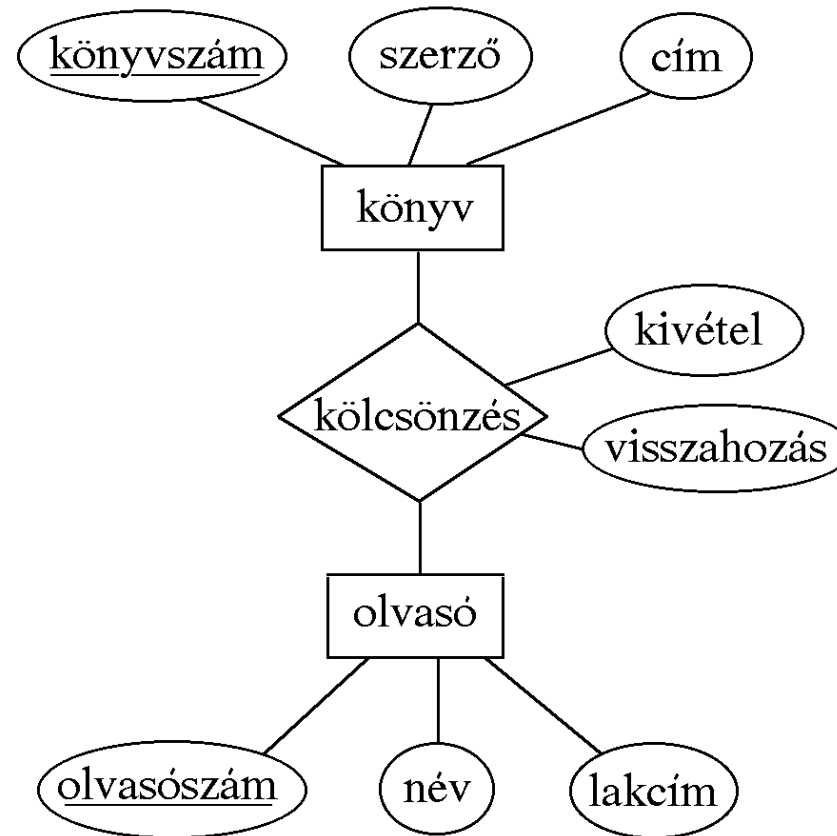 könyvszám
szerző
cím
könyv
kivétel
kölcsönzés
visszahozás
olvasó
olvasószám
név
lakcím